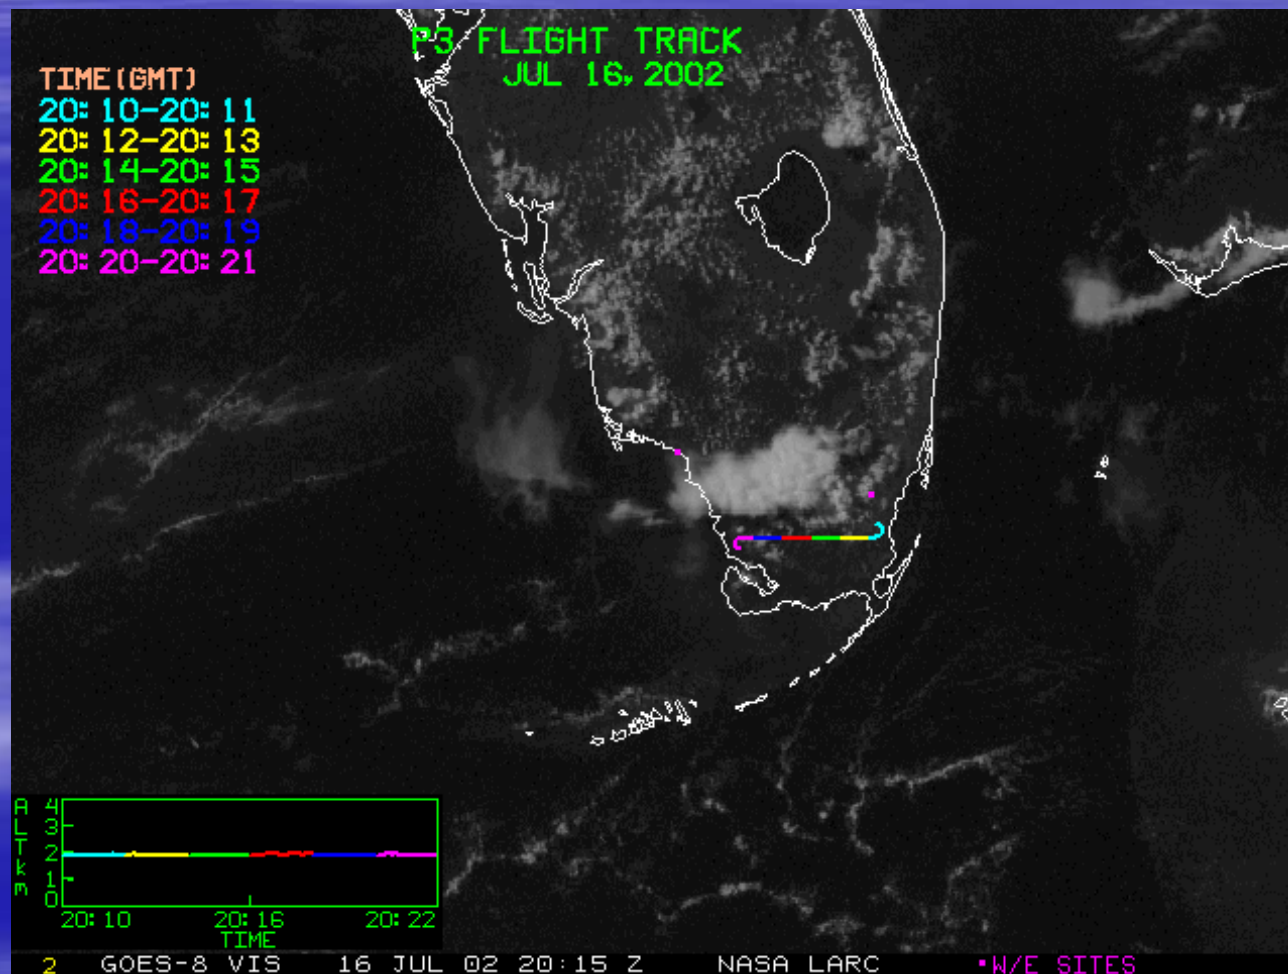 P3 FLIGHT TRACK
JUL 16, 2002
TIME(GMT)
20:10-20:11
20:12-20:13
20:14-20:15
20:16-20:17
20:18-20:19
20:20-20:21
ALT km
4
3
2
1
0
20:10 20:16 20:22
TIME
2 GOES-8 VIS 16 JUL 02 20:15 Z NASA LARC W/E SITES